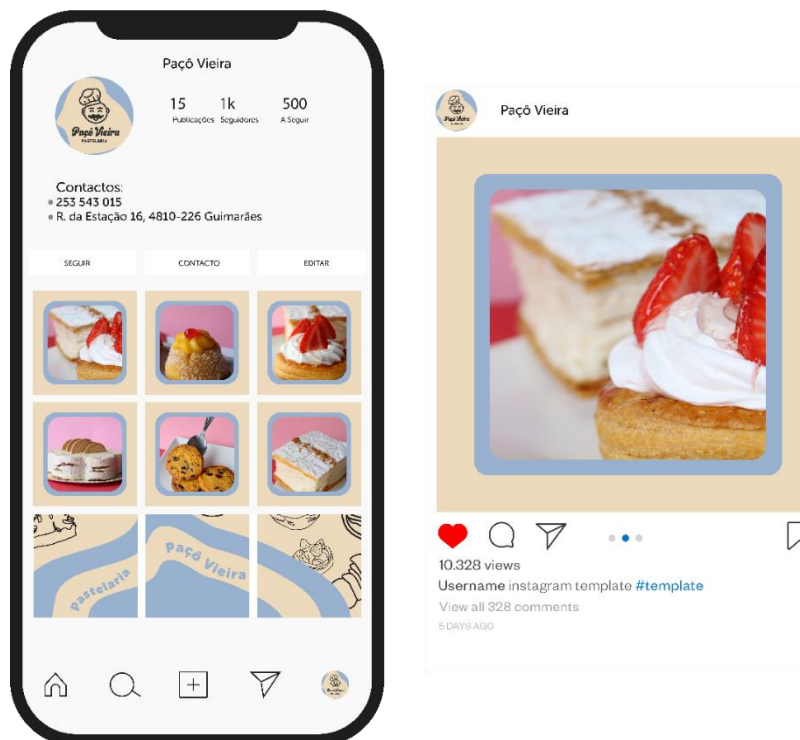 Paçô Vieira
Paçô Vieira
PASTELARIA
15 1k 500
Publicações Seguidores A Seguir
Contactos:
253 543 015
R. da Estação 16, 4810-226 Guimarães
SEGUIR CONTACTO EDITAR
Pastelaria
Paçô Vieira
Paçô Vieira
Paçô Vieira
10.328 views
Username instagram template #template
View all 328 comments
5 DAYS AGO